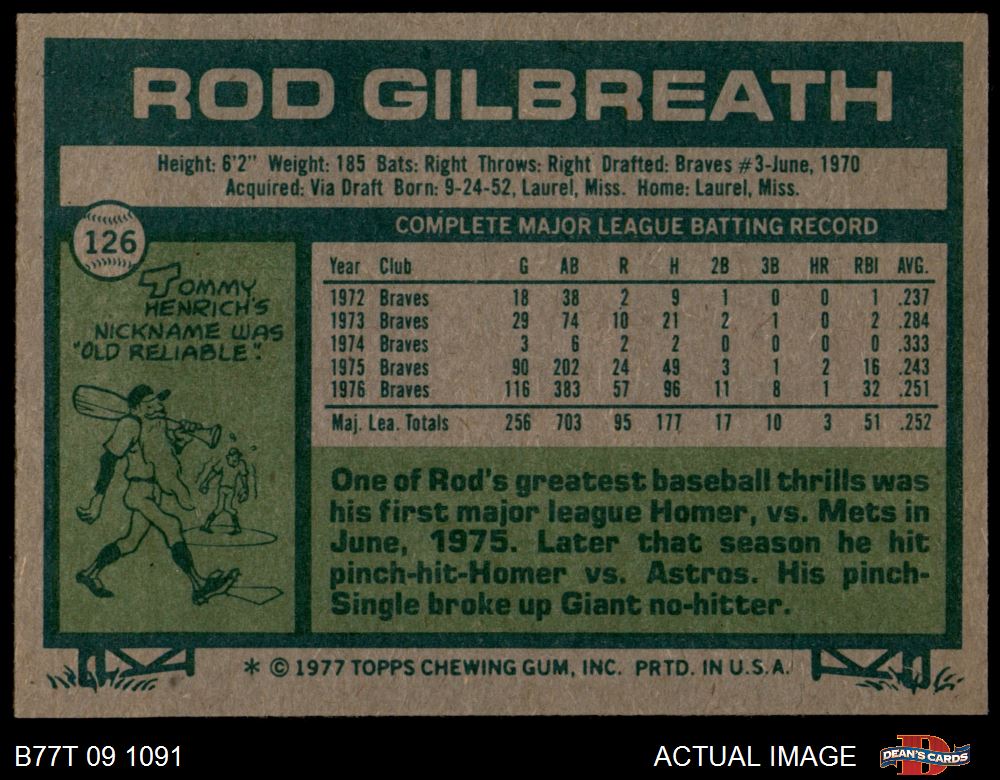 ROD GILBREATH
Height: 6'2" Weight: 185 Bats: Right Throws: Right Drafted: Braves #3-June, 1970
Acquired: Via Draft Born: 9-24-52, Laurel, Miss. Home: Laurel, Miss.
126
TOMMY
HENRICH'S
NICKNAME WAS
"OLD RELIABLE".
COMPLETE MAJOR LEAGUE BATTING RECORD
Year Club G AB R H 2B 3B HR RBI AVG.
1972 Braves 18 38 2 9 1 0 0 1 .237
1973 Braves 29 74 10 21 2 1 0 2 .284
1974 Braves 3 6 2 2 0 0 0 0 .333
1975 Braves 90 202 24 49 3 1 2 16 .243
1976 Braves 116 383 57 96 11 8 1 32 .251
Maj. Lea. Totals 256 703 95 177 17 10 3 51 .252
One of Rod's greatest baseball thrills was
his first major league Homer, vs. Mets in
June, 1975. Later that season he hit
pinch-hit-Homer vs. Astros. His pinch-
Single broke up Giant no-hitter.
* © 1977 TOPPS CHEWING GUM, INC. PRTD. IN U.S.A.
B77T 09 1091
ACTUAL IMAGE
D
DEAN'S CARDS